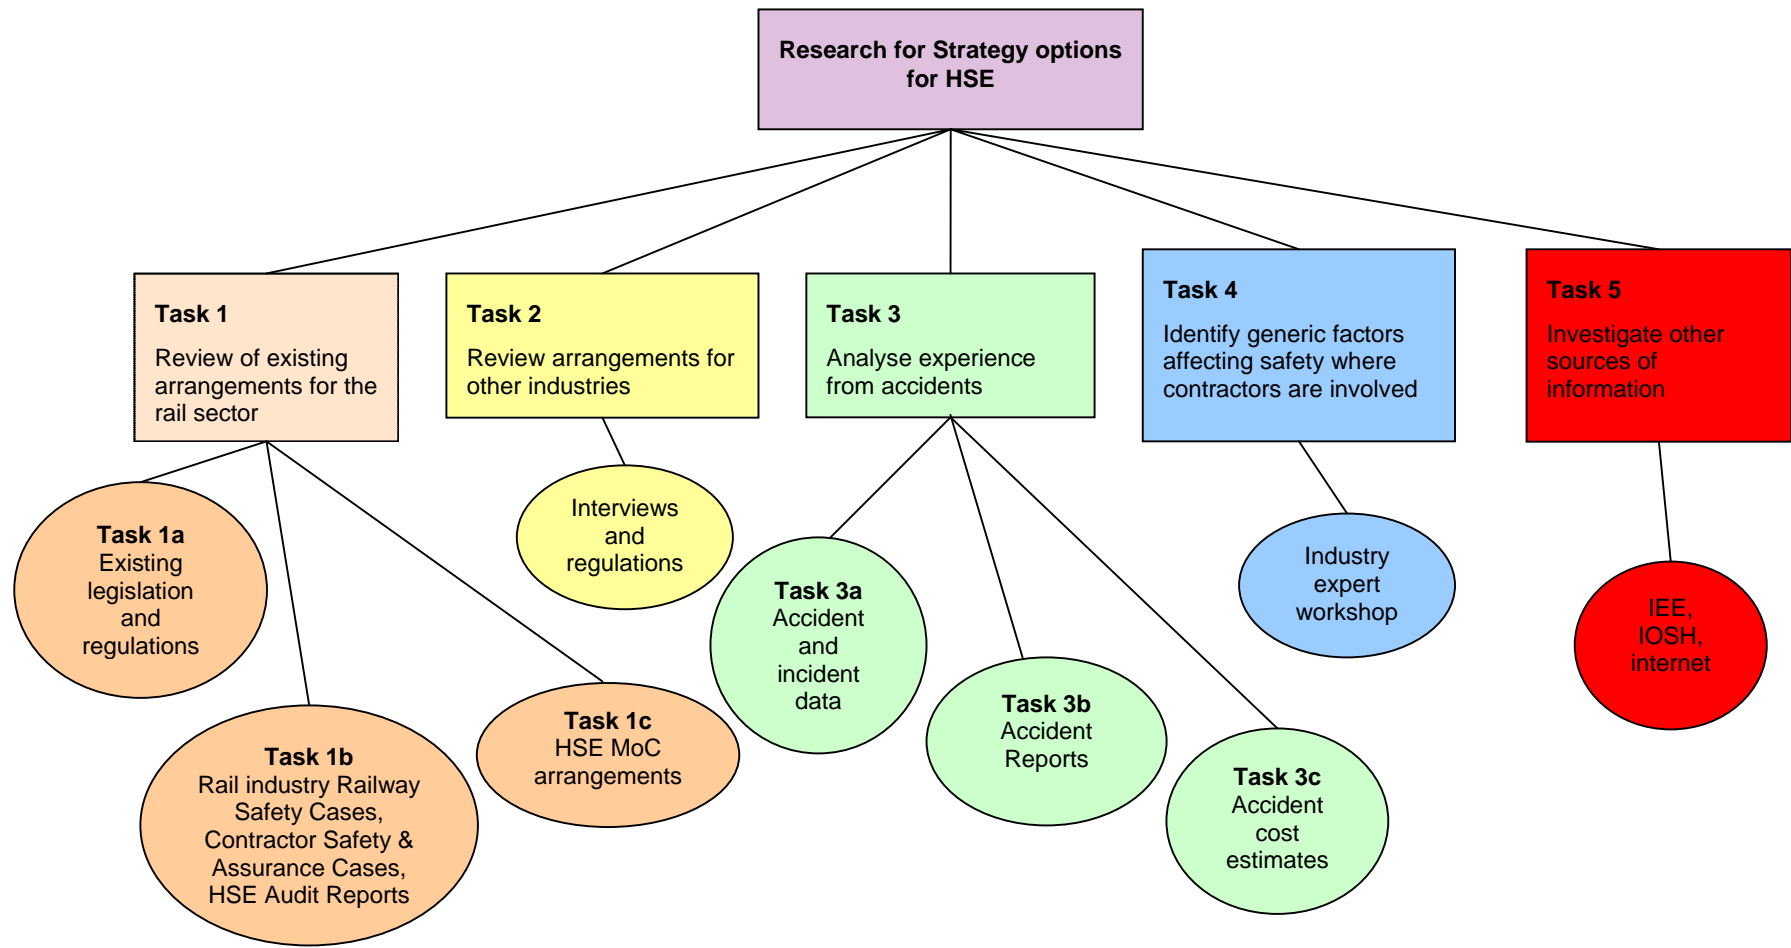 Research for Strategy options
for HSE
Task 1
Review of existing
arrangements for the
rail sector
Task 2
Review arrangements for
other industries
Task 3
Analyse experience
from accidents
Task 4
Identify generic factors
affecting safety where
contractors are involved
Task 5
Investigate other
sources of
information
Task 1a
Existing
legislation
and
regulations
Task 1b
Rail industry Railway
Safety Cases,
Contractor Safety &
Assurance Cases,
HSE Audit Reports
Task 1c
HSE MoC
arrangements
Interviews
and
regulations
Task 3a
Accident
and
incident
data
Task 3b
Accident
Reports
Task 3c
Accident
cost
estimates
Industry
expert
workshop
IEE,
IOSH,
internet